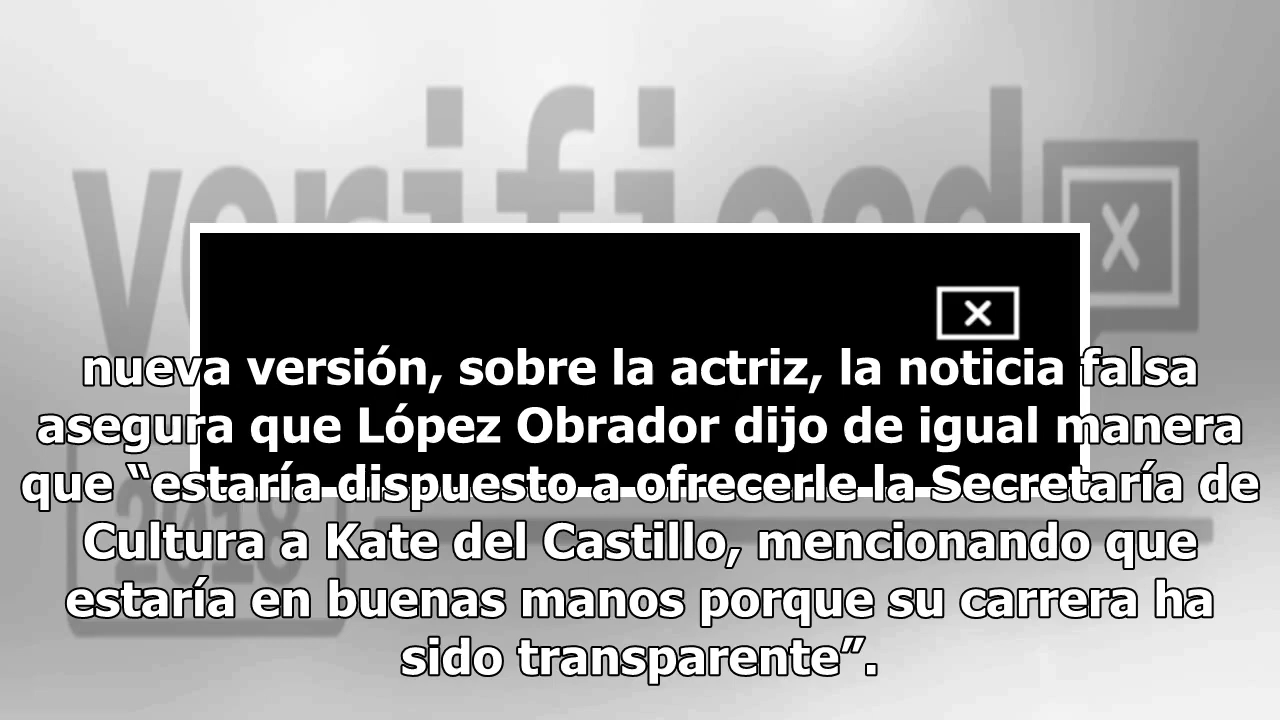 verificad
nueva versión, sobre la actriz, la noticia falsa
asegura que López Obrador dijo de igual manera
que “estaría dispuesto a ofrecerle la Secretaría de
Cultura a Kate del Castillo, mencionando que
estaría en buenas manos porque su carrera ha
sido transparente”.
2018